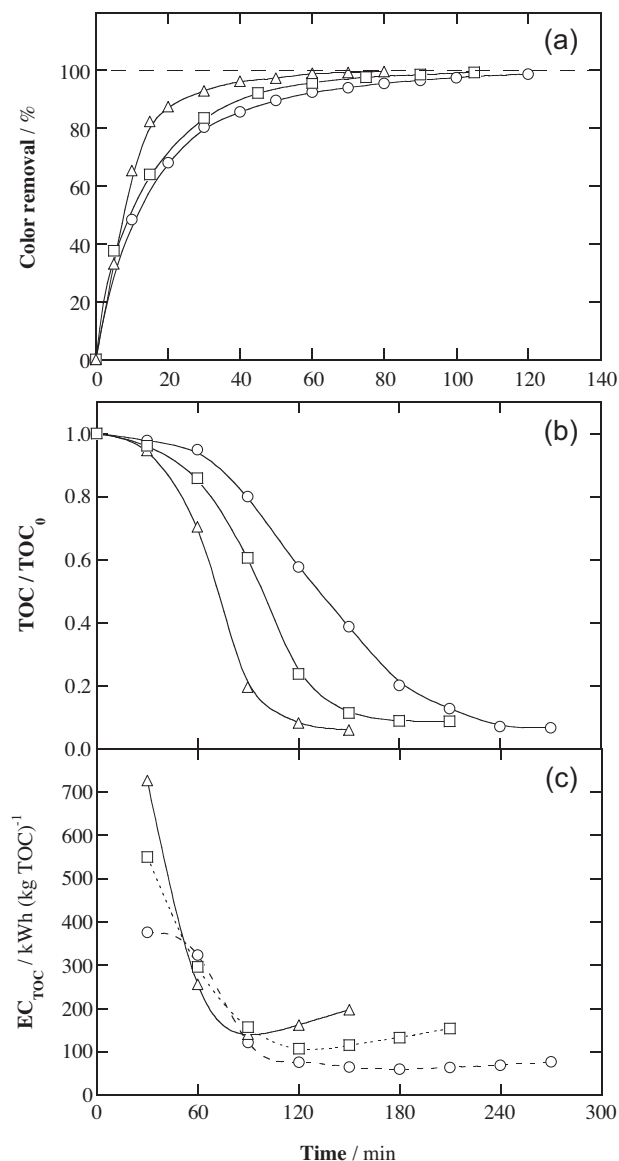 (a)
100
80
60
40
20
0
Color removal / %
0 20 40 60 80 100 120 140
(b)
1.0
0.8
0.6
0.4
0.2
0.0
TOC / TOC0
(c)
700
600
500
400
300
200
100
0
ECTOC / kWh (kg TOC)-1
0 60 120 180 240 300
Time / min